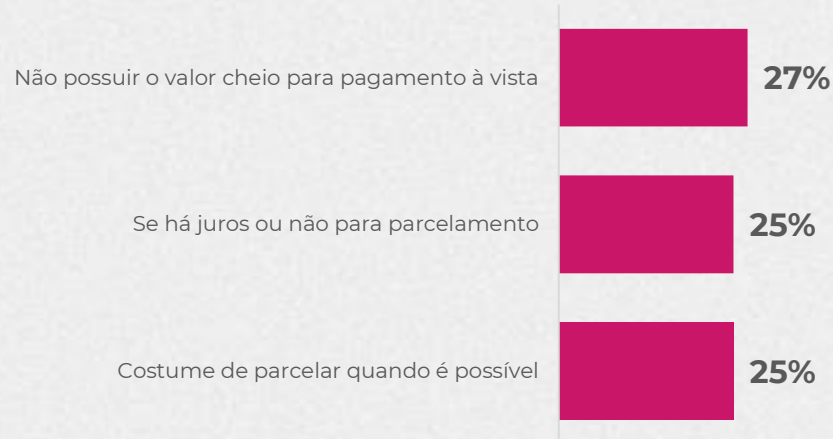 Não possuir o valor cheio para pagamento à vista 27%
Se há juros ou não para parcelamento 25%
Costume de parcelar quando é possível 25%